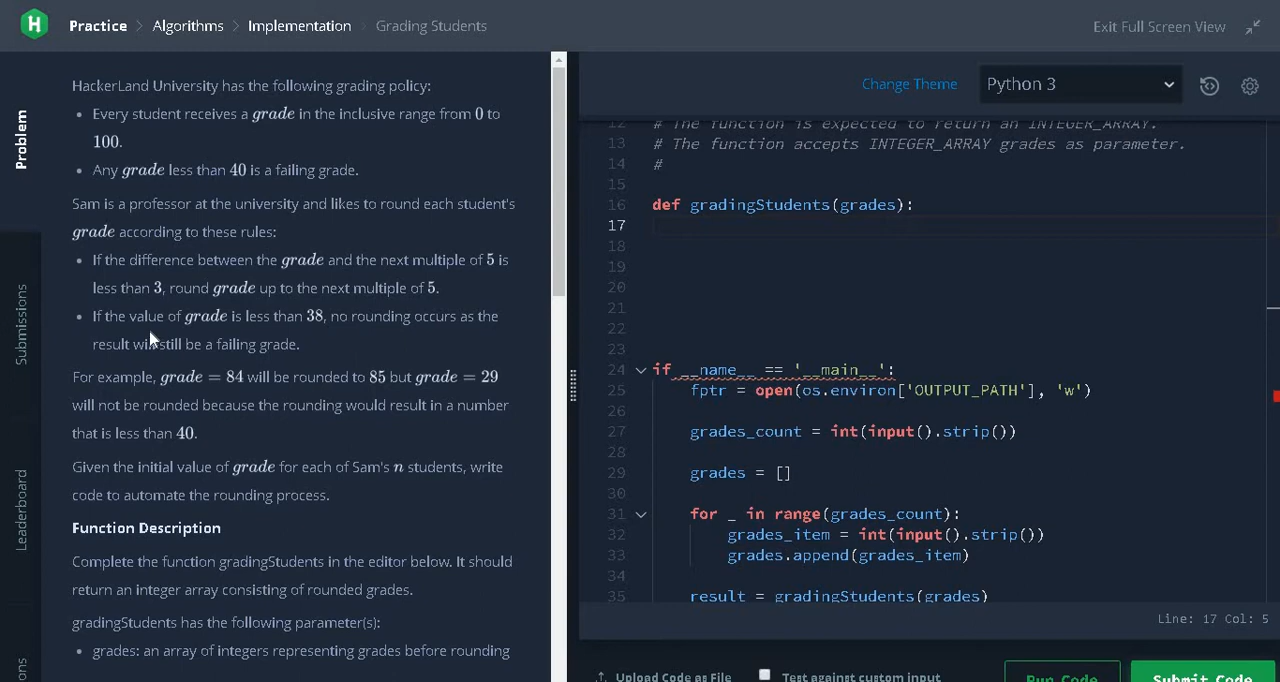 H Practice > Algorithms > Implementation > Grading Students
Exit Full Screen View
Problem
Submissions
Leaderboard
HackerLand University has the following grading policy:
• Every student receives a grade in the inclusive range from 0 to
100.
• Any grade less than 40 is a failing grade.
Sam is a professor at the university and likes to round each student's
grade according to these rules:
• If the difference between the grade and the next multiple of 5 is
less than 3, round grade up to the next multiple of 5.
• If the value of grade is less than 38, no rounding occurs as the
result will still be a failing grade.
For example, grade = 84 will be rounded to 85 but grade = 29
will not be rounded because the rounding would result in a number
that is less than 40.
Given the initial value of grade for each of Sam's n students, write
code to automate the rounding process.
Function Description
Complete the function gradingStudents in the editor below. It should
return an integer array consisting of rounded grades.
gradingStudents has the following parameter(s):
• grades: an array of integers representing grades before rounding
Change Theme
Python 3
12 # The function is expected to return an INTEGER_ARRAY.
13 # The function accepts INTEGER_ARRAY grades as parameter.
14 #
15
16 def gradingStudents(grades):
17
18
19
20
21
22
23
24 if __name__ == '__main__':
25 fptr = open(os.environ['OUTPUT_PATH'], 'w')
26
27 grades_count = int(input().strip())
28
29 grades = []
30
31 for _ in range(grades_count):
32 grades_item = int(input().strip())
33 grades.append(grades_item)
34
35 result = gradingStudents(grades)
Line: 17 Col: 5
Upload Code as File
Test against custom input
Run Code
Submit Code